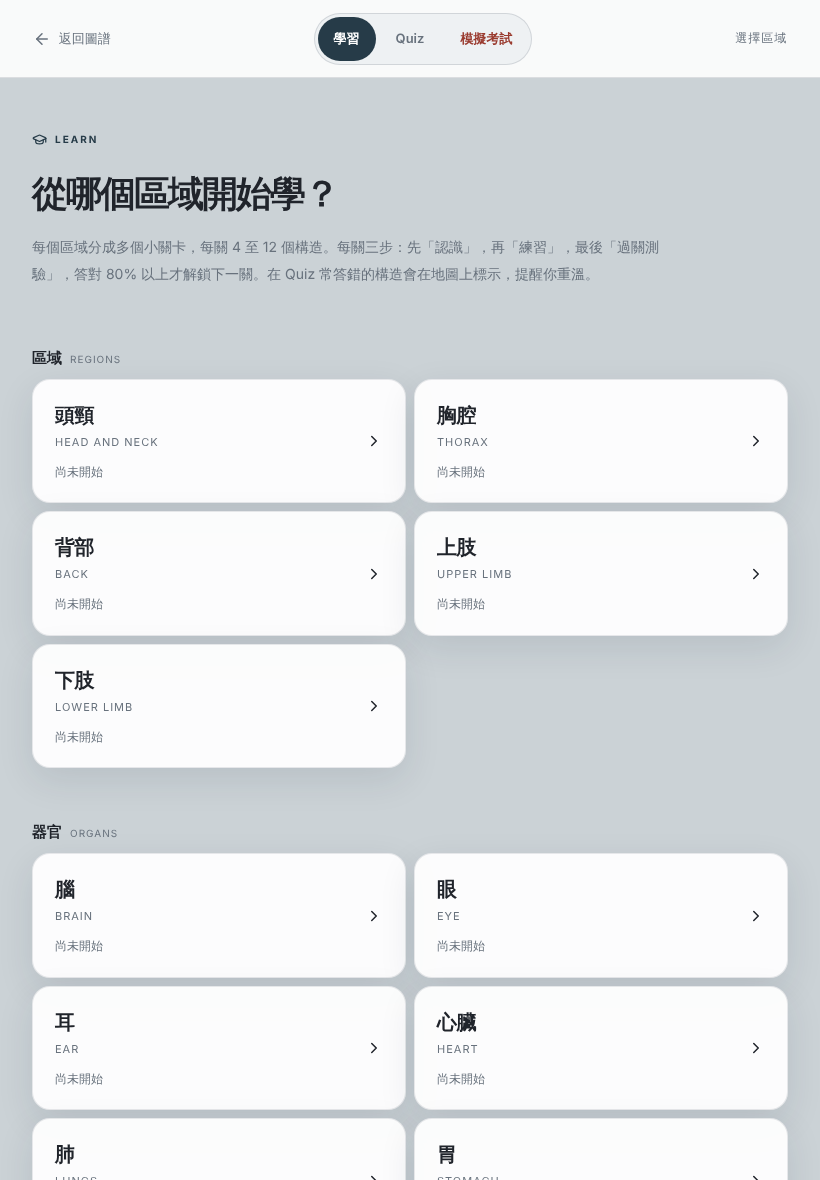 返回圖譜
學習
Quiz
模擬考試
選擇區域
LEARN
從哪個區域開始學？
每個區域分成多個小關卡，每關 4 至 12 個構造。每關三步：先「認識」，再「練習」，最後「過關測
驗」，答對 80% 以上才解鎖下一關。在 Quiz 常答錯的構造會在地圖上標示，提醒你重溫。
區域 REGIONS
頭頸
HEAD AND NECK
尚未開始
胸腔
THORAX
尚未開始
背部
BACK
尚未開始
上肢
UPPER LIMB
尚未開始
下肢
LOWER LIMB
尚未開始
器官 ORGANS
腦
BRAIN
尚未開始
眼
EYE
尚未開始
耳
EAR
尚未開始
心臟
HEART
尚未開始
肺
LUNGS
胃
STOMACH